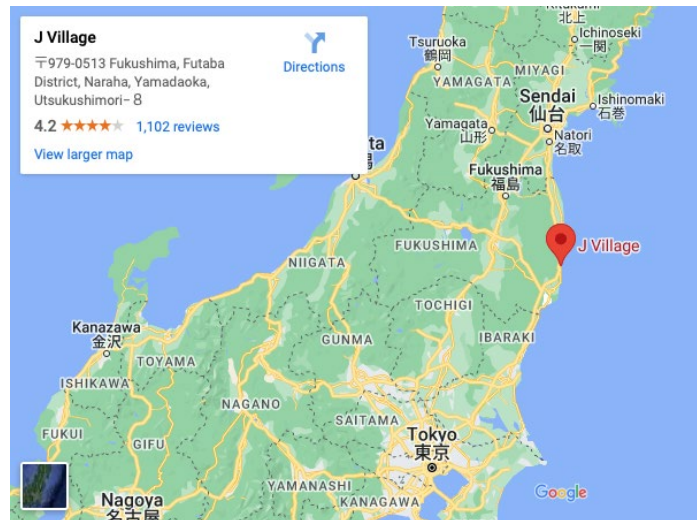 J Village
〒979-0513 Fukushima, Futaba
District, Naraha, Yamadaoka,
Utsukushimori−８
Directions
4.2
1,102 reviews
View larger map
北上
Ichinoseki
一関
Tsuruoka
鶴岡
MIYAGI
YAMAGATA
Sendai
仙台
Ishinomaki
石巻
Yamagata
山形
Natori
名取
Fukushima
福島
J Village
FUKUSHIMA
NIIGATA
TOCHIGI
Kanazawa
金沢
TOYAMA
GUNMA
IBARAKI
ISHIKAWA
NAGANO
SAITAMA
FUKUI
GIFU
Tokyo
東京
YAMANASHI
KANAGAWA
Nagoya
Google